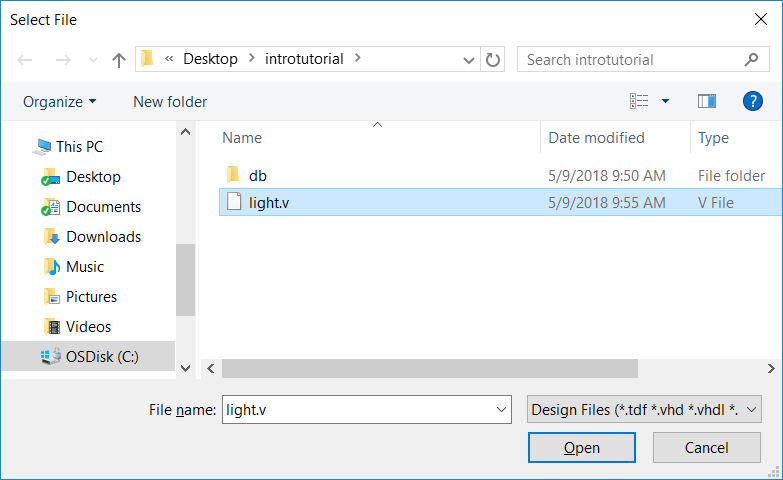 Select File
« Desktop > introtutorial >
Search introtutorial
Organize
New folder
?
Name Date modified Type
This PC
Desktop
Documents
Downloads
Music
Pictures
Videos
OSDisk (C:)
db 5/9/2018 9:50 AM File folder
light.v 5/9/2018 9:55 AM V File
File name: light.v
Design Files (*.tdf *.vhd *.vhdl *.
Open
Cancel